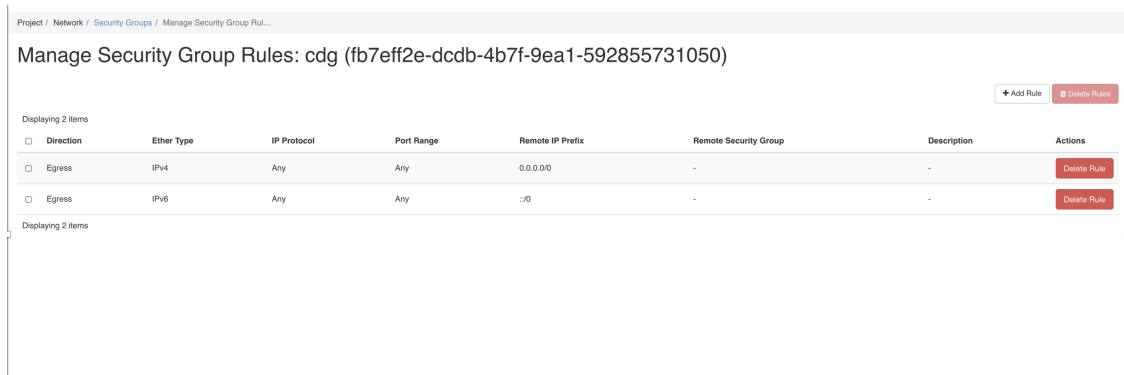 Project / Network / Security Groups / Manage Security Group Rul...
Manage Security Group Rules: cdg (fb7eff2e-dcdb-4b7f-9ea1-592855731050)
+ Add Rule Delete Rules
Displaying 2 items
Direction Ether Type IP Protocol Port Range Remote IP Prefix Remote Security Group Description Actions
Egress IPv4 Any Any 0.0.0.0/0 - - Delete Rule
Egress IPv6 Any Any ::/0 - - Delete Rule
Displaying 2 items